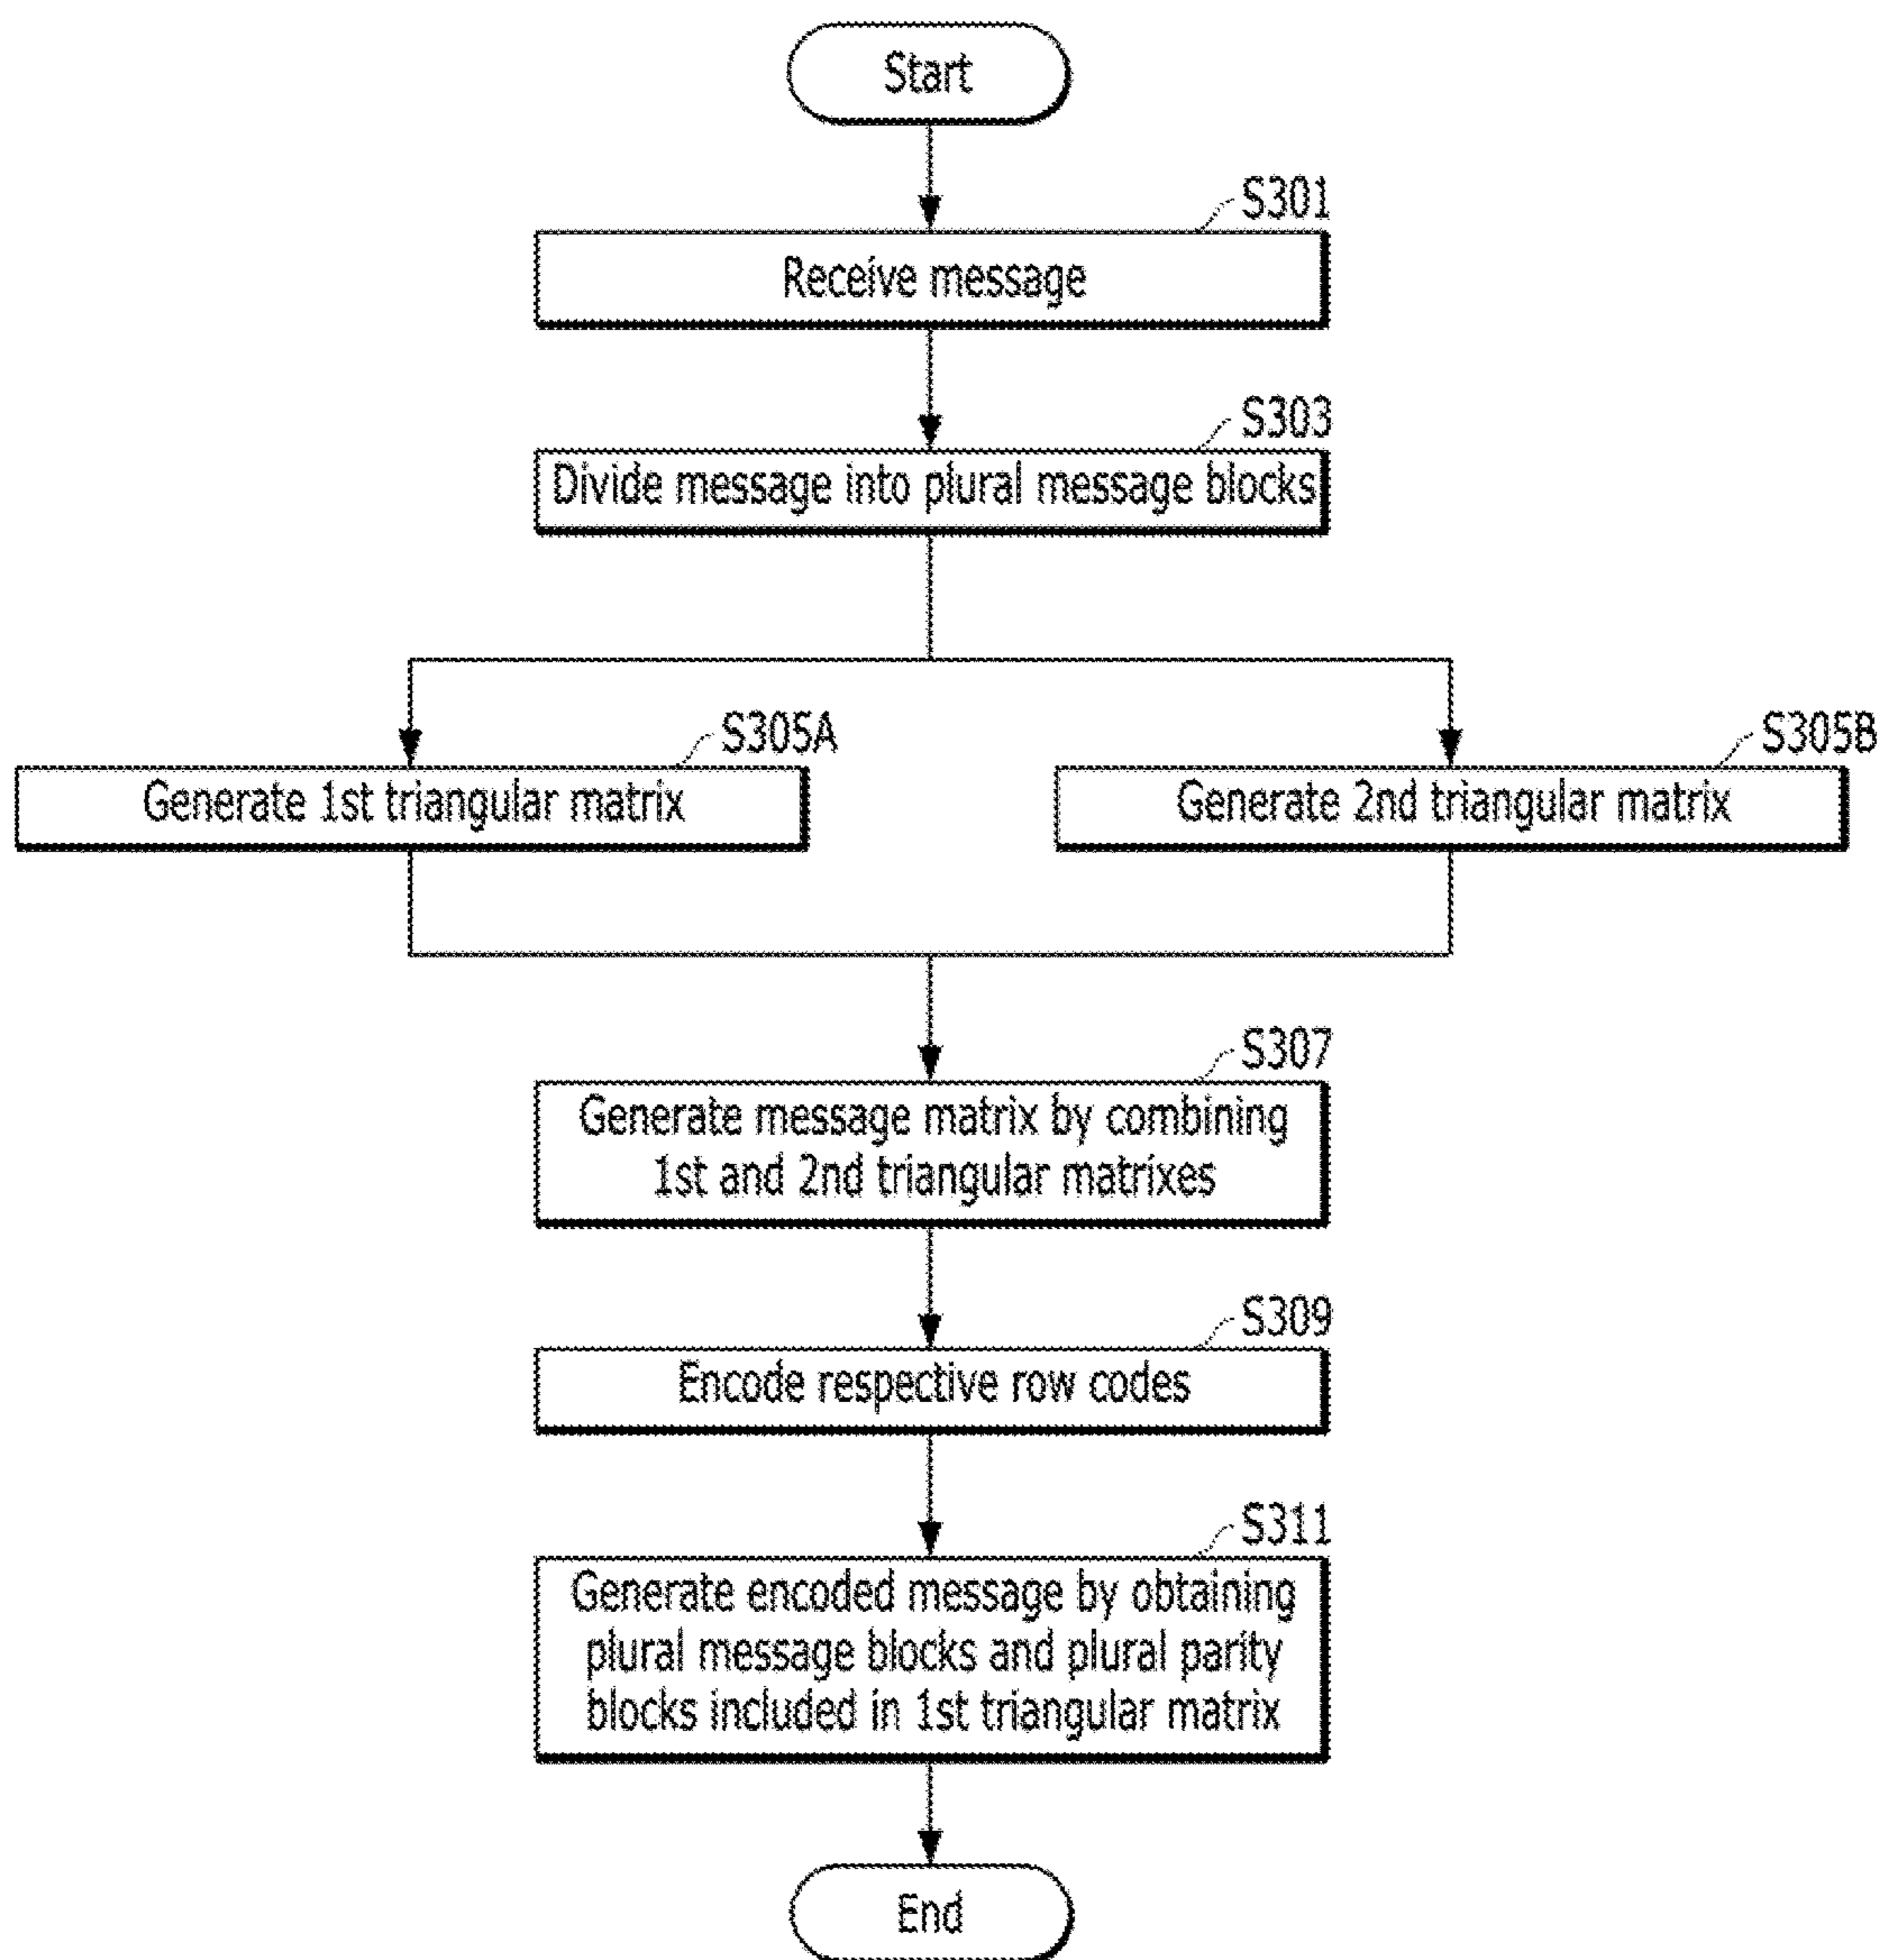 Start
S301
Receive message
S303
Divide message into plural message blocks
S305A
Generate 1st triangular matrix
S305B
Generate 2nd triangular matrix
S307
Generate message matrix by combining
1st and 2nd triangular matrixes
S309
Encode respective row codes
S311
Generate encoded message by obtaining
plural message blocks and plural parity
blocks included in 1st triangular matrix
End